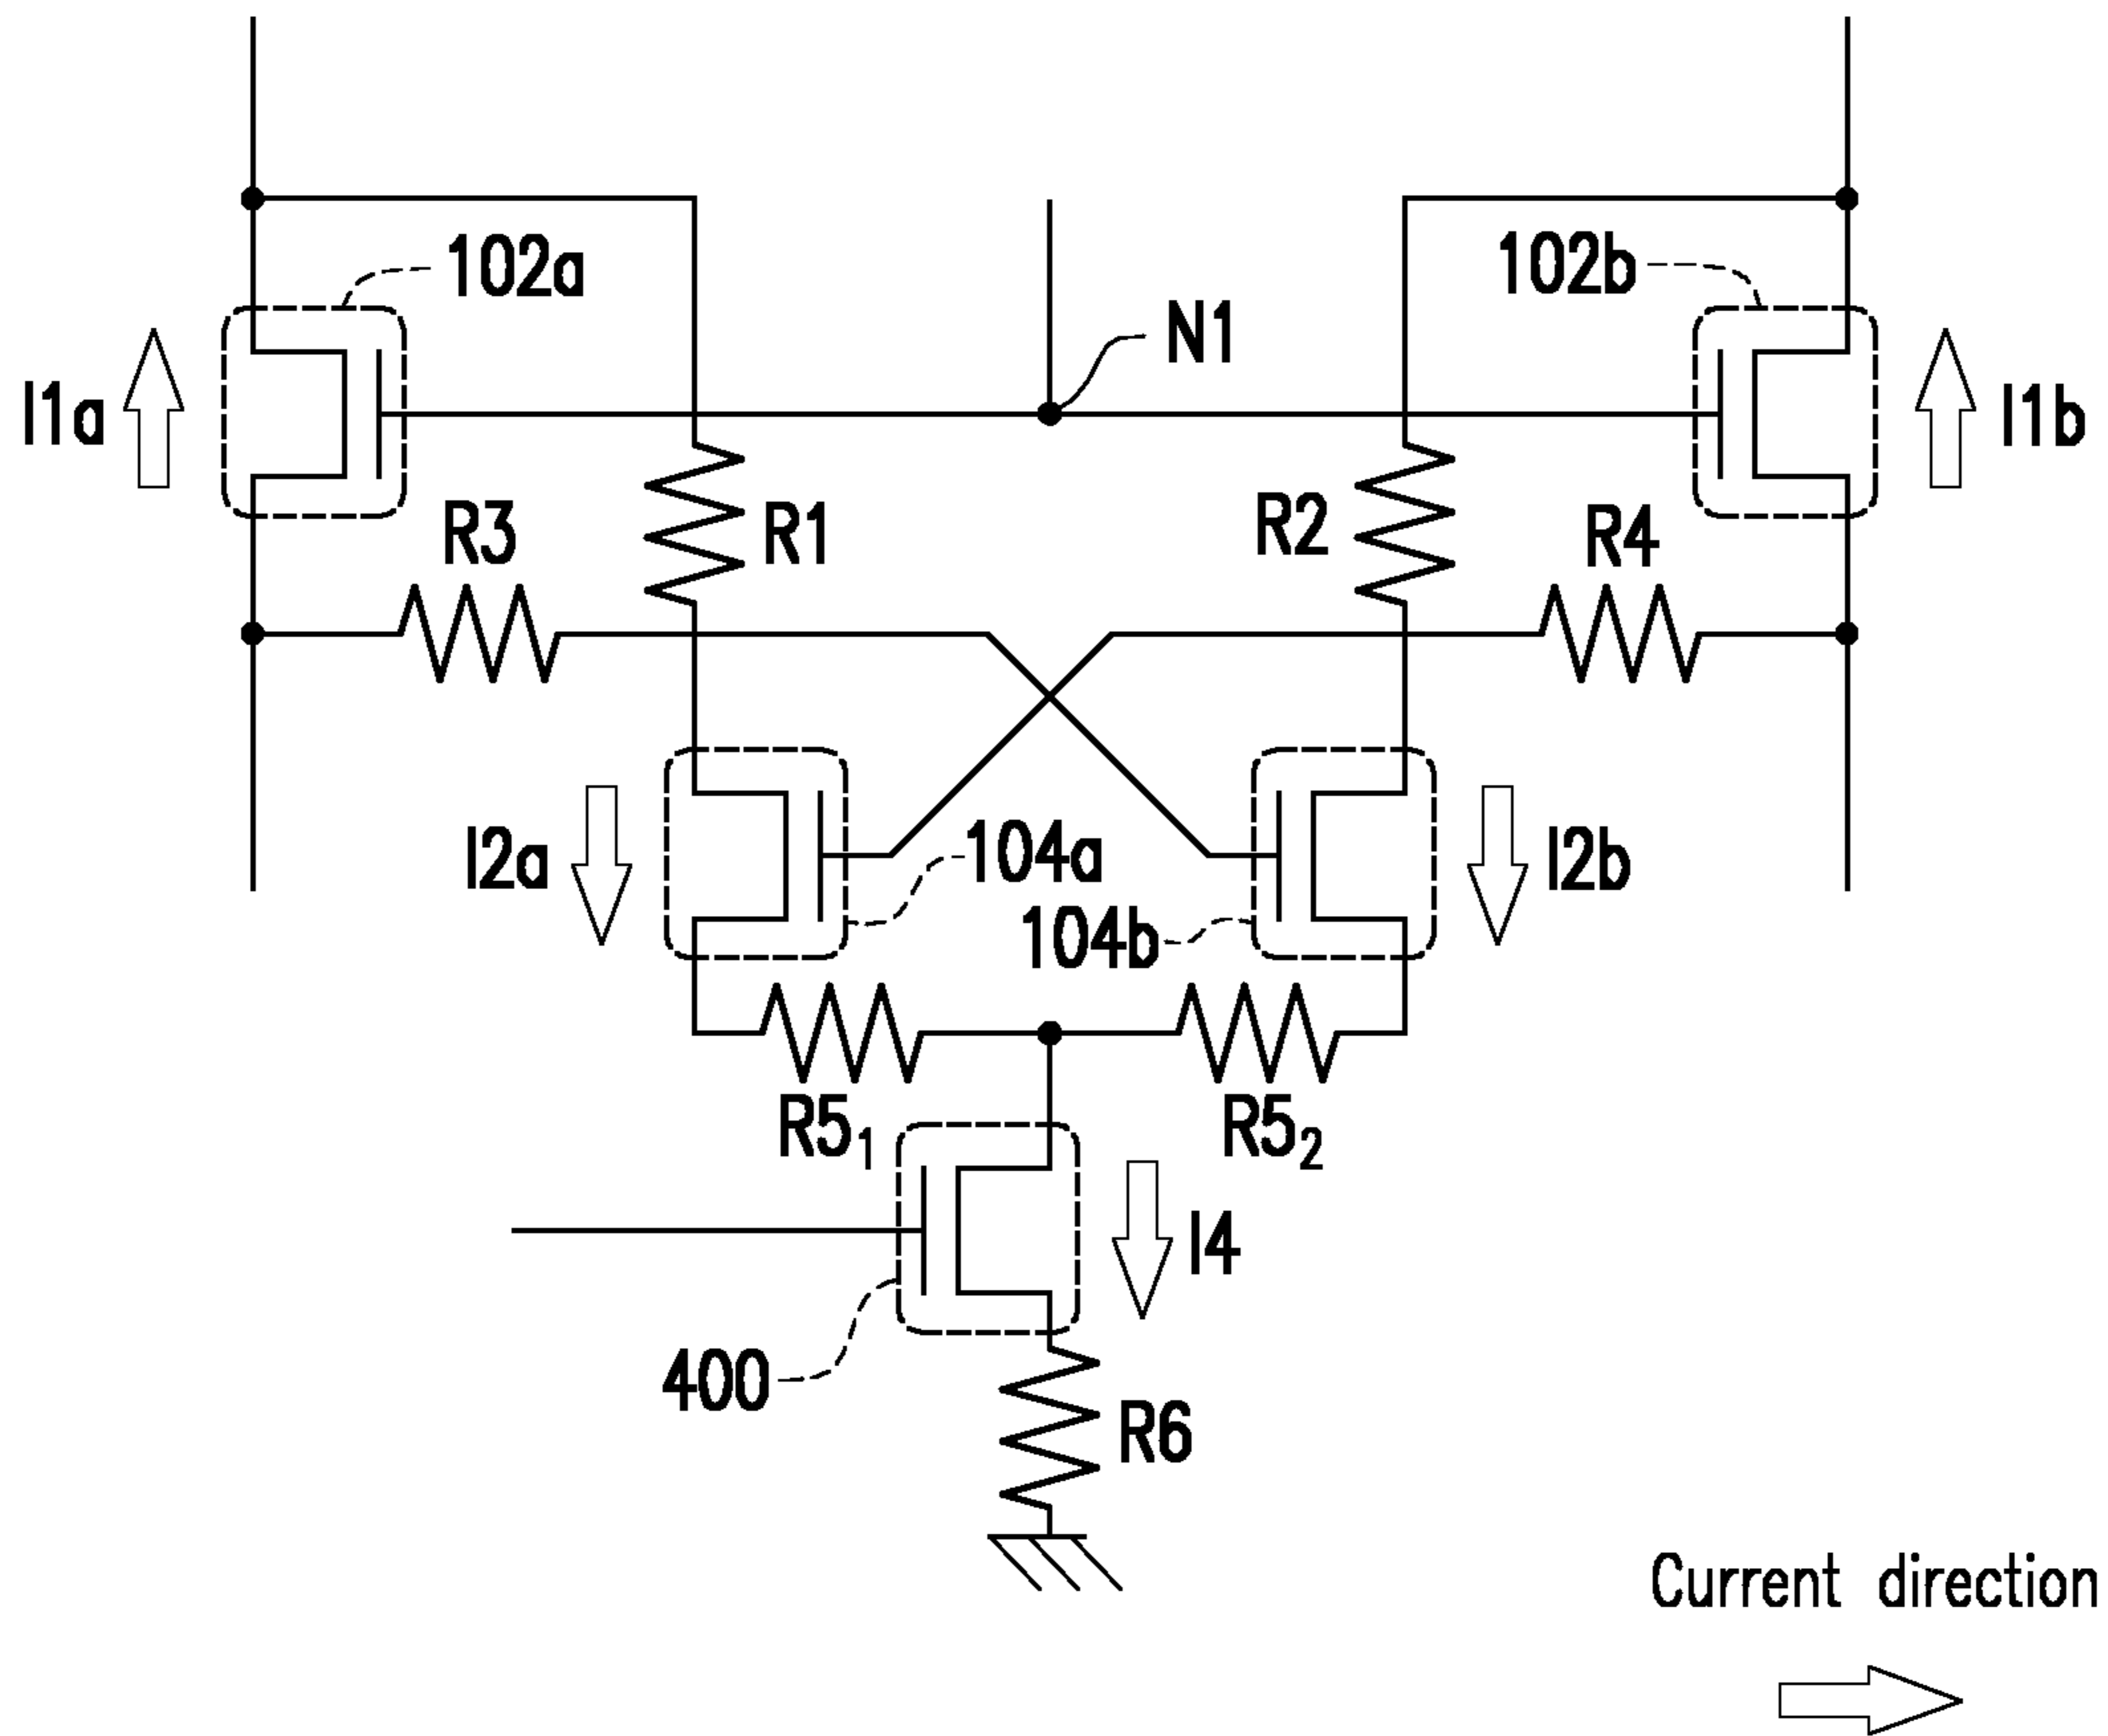 102a
102b
N1
I1a
I1b
R3
R1
R2
R4
I2a
104a
104b
I2b
R5₁
R5₂
I4
400
R6
Current direction